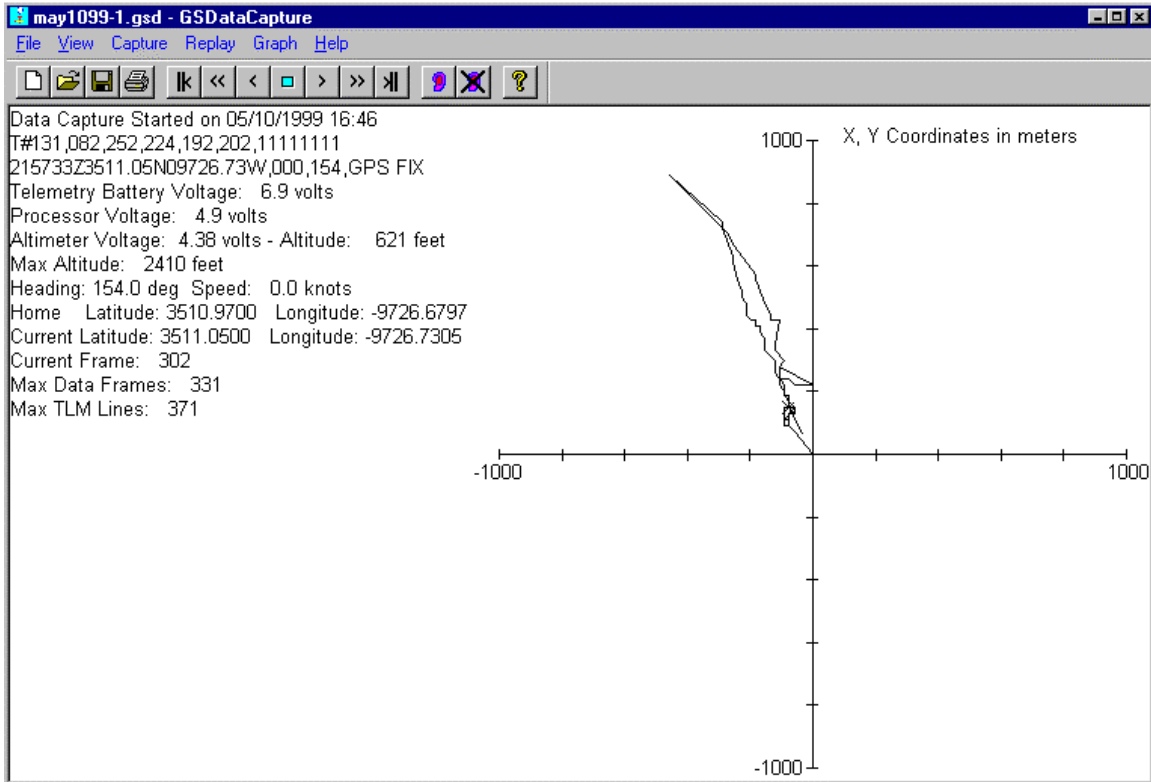 may1099-1.gsd - GSDataCapture
File View Capture Replay Graph Help
Data Capture Started on 05/10/1999 16:46
T#131,082,252,224,192,202,11111111
215733Z3511.05N09726.73W,000,154,GPS FIX
Telemetry Battery Voltage: 6.9 volts
Processor Voltage: 4.9 volts
Altimeter Voltage: 4.38 volts - Altitude: 621 feet
Max Altitude: 2410 feet
Heading: 154.0 deg Speed: 0.0 knots
Home Latitude: 3510.9700 Longitude: -9726.6797
Current Latitude: 3511.0500 Longitude: -9726.7305
Current Frame: 302
Max Data Frames: 331
Max TLM Lines: 371
1000
X, Y Coordinates in meters
-1000
1000
-1000